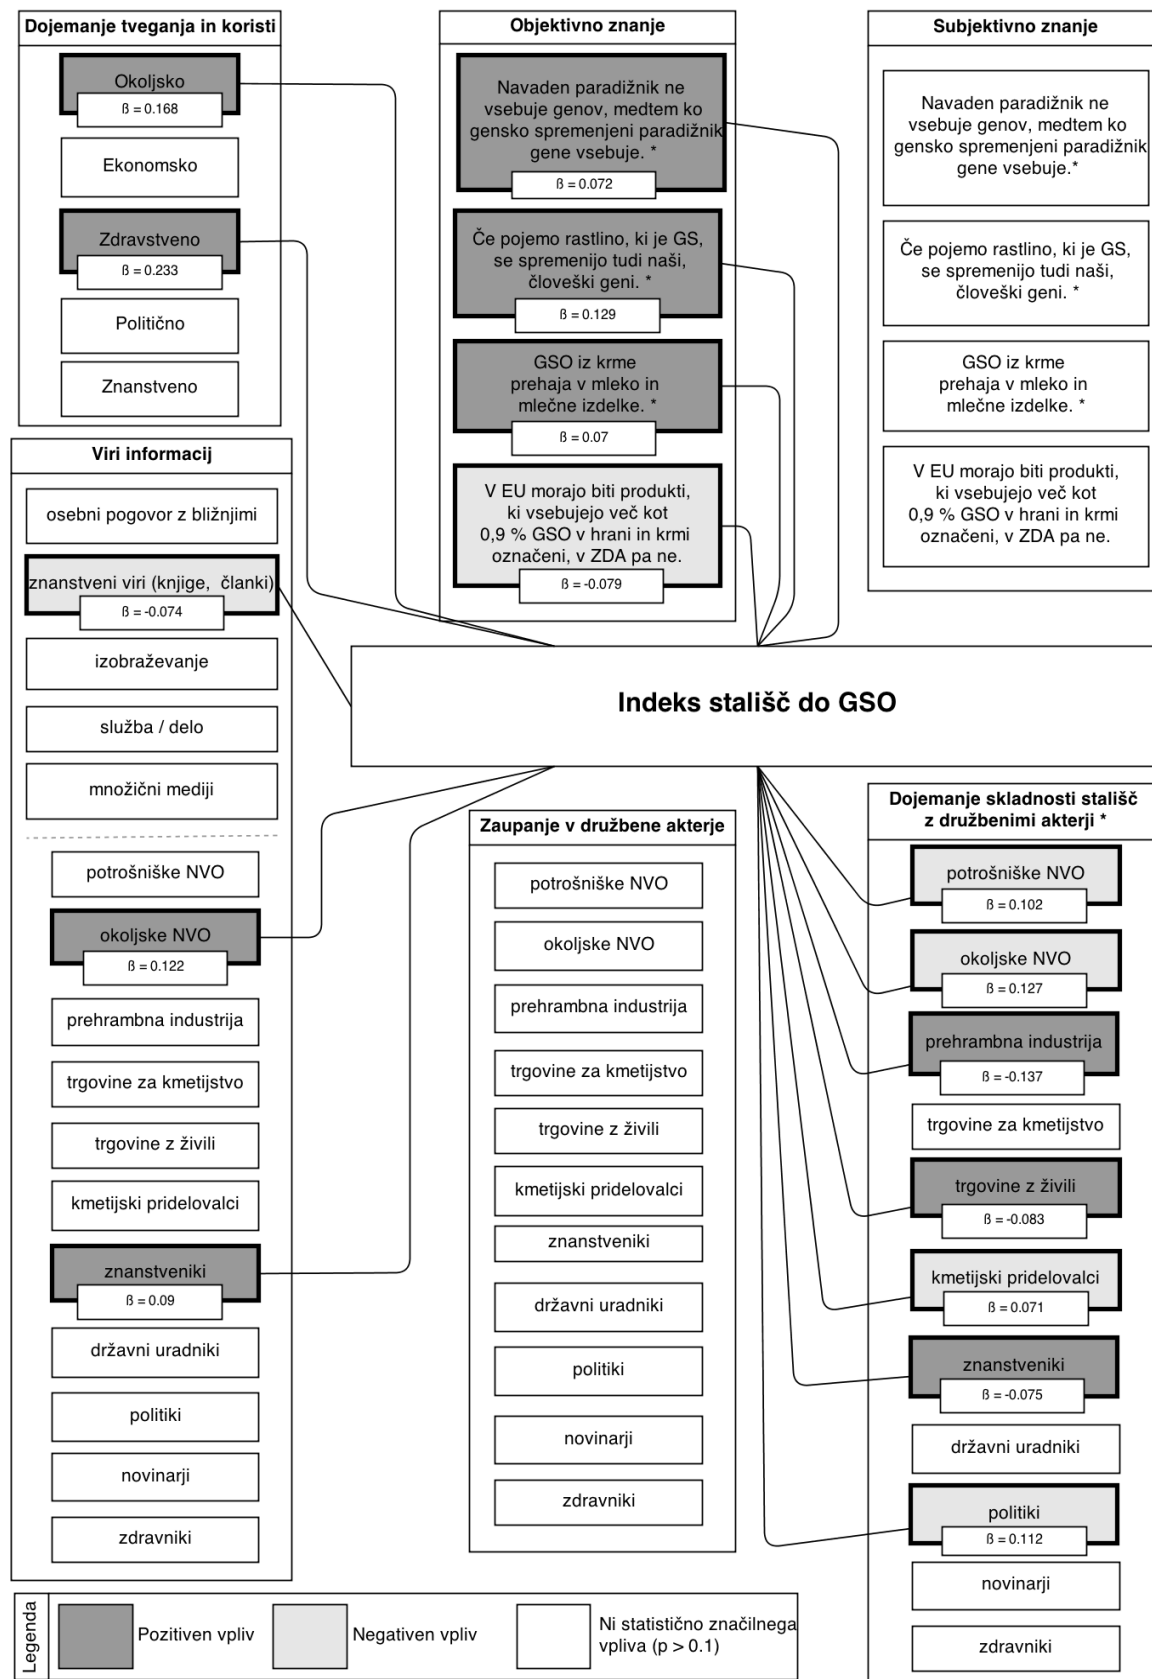 Dojemanje tveganja in koristi
Okoljsko
ß = 0.168
Ekonomsko
Zdravstveno
ß = 0.233
Politično
Znanstveno
Objektivno znanje
Navaden paradižnik ne
vsebuje genov, medtem ko
gensko spremenjeni paradižnik
gene vsebuje. *
ß = 0.072
Če pojemo rastlino, ki je GS,
se spremenijo tudi naši,
človeški geni. *
ß = 0.129
GSO iz krme
prehaja v mleko in
mlečne izdelke. *
ß = 0.07
V EU morajo biti produkti,
ki vsebujejo več kot
0,9 % GSO v hrani in krmi
označeni, v ZDA pa ne.
ß = -0.079
Subjektivno znanje
Navaden paradižnik ne
vsebuje genov, medtem ko
gensko spremenjeni paradižnik
gene vsebuje.*
Če pojemo rastlino, ki je GS,
se spremenijo tudi naši,
človeški geni. *
GSO iz krme
prehaja v mleko in
mlečne izdelke. *
V EU morajo biti produkti,
ki vsebujejo več kot
0,9 % GSO v hrani in krmi
označeni, v ZDA pa ne.
Viri informacij
osebni pogovor z bližnjimi
znanstveni viri (knjige, članki)
ß = -0.074
izobraževanje
služba / delo
množični mediji
potrošniške NVO
okoljske NVO
ß = 0.122
prehrambna industrija
trgovine za kmetijstvo
trgovine z živili
kmetijski pridelovalci
znanstveniki
ß = 0.09
državni uradniki
politiki
novinarji
zdravniki
Indeks stališč do GSO
Zaupanje v družbene akterje
potrošniške NVO
okoljske NVO
prehrambna industrija
trgovine za kmetijstvo
trgovine z živili
kmetijski pridelovalci
znanstveniki
državni uradniki
politiki
novinarji
zdravniki
Dojemanje skladnosti stališč
z družbenimi akterji *
potrošniške NVO
ß = 0.102
okoljske NVO
ß = 0.127
prehrambna industrija
ß = -0.137
trgovine za kmetijstvo
trgovine z živili
ß = -0.083
kmetijski pridelovalci
ß = 0.071
znanstveniki
ß = -0.075
državni uradniki
politiki
ß = 0.112
novinarji
zdravniki
Legenda
Pozitiven vpliv
Negativen vpliv
Ni statistično značilnega
vpliva (p > 0.1)